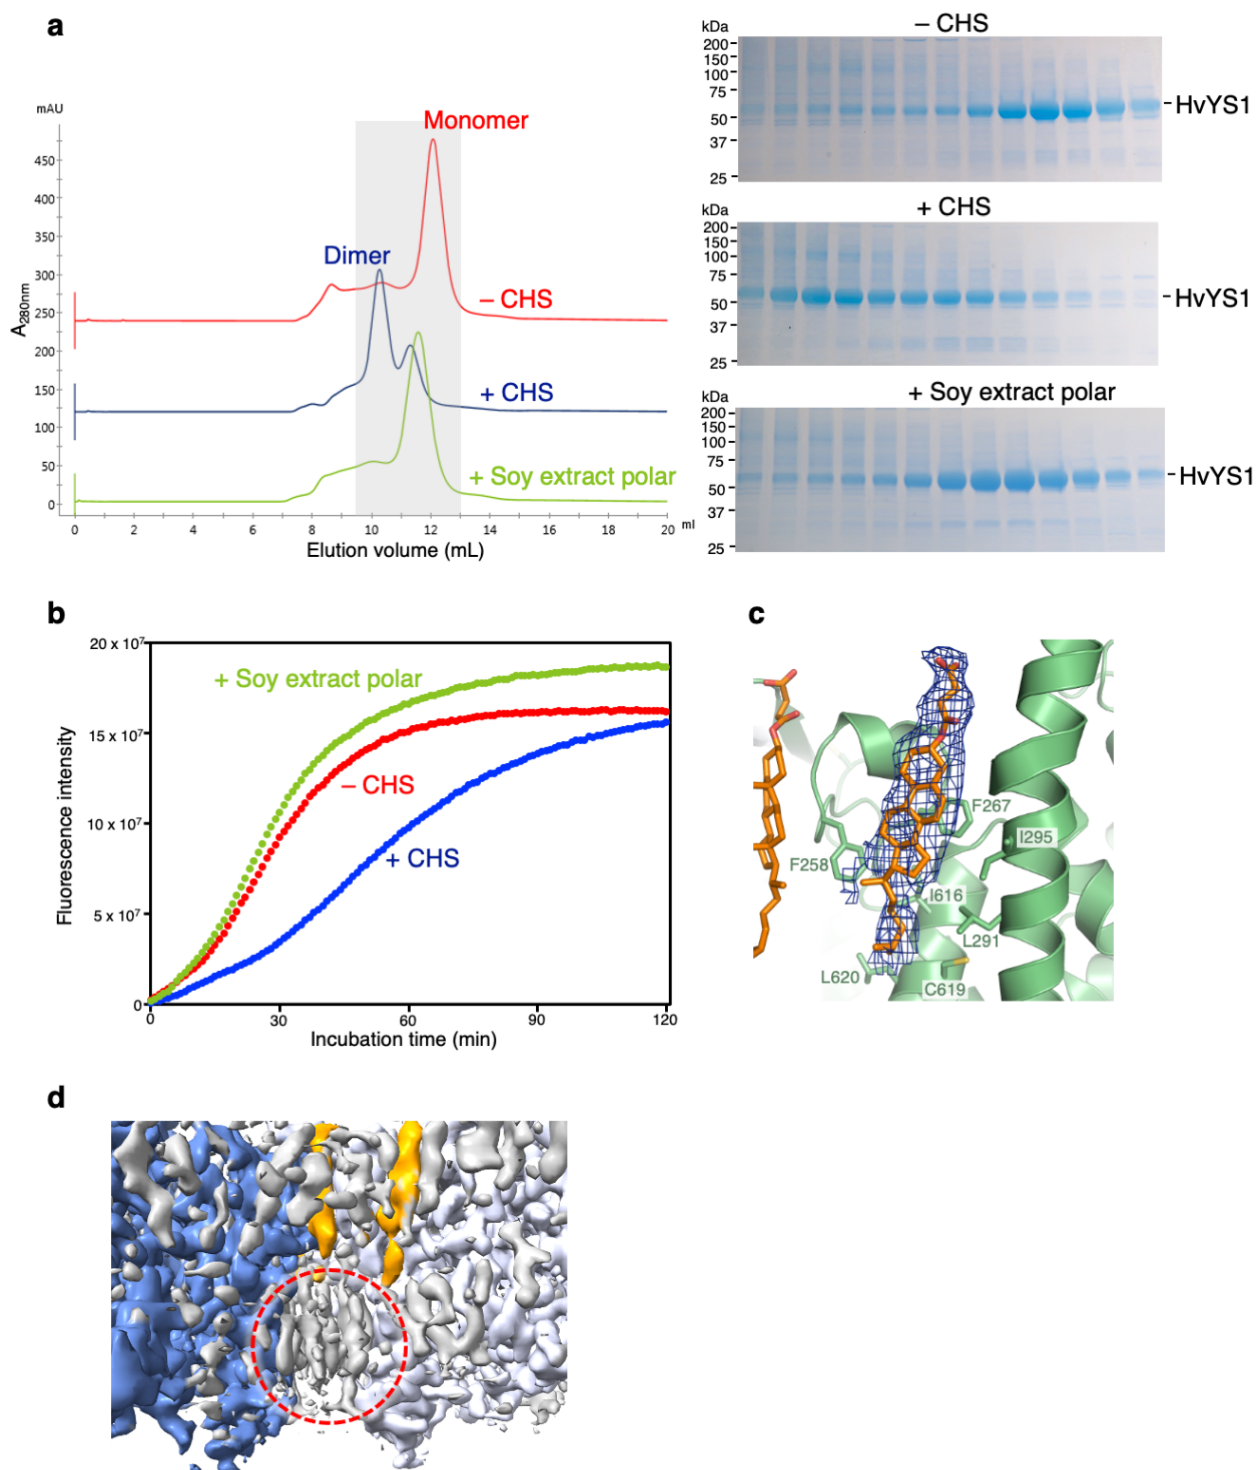 a
mAU
450
400
350
300
250
200
150
100
50
0
A280nm
Monomer
Dimer
– CHS
+ CHS
+ Soy extract polar
0 2 4 6 8 10 12 14 16 18 20 ml
Elution volume (mL)
– CHS
kDa
200
150
100
75
50
37
25
HvYS1
+ CHS
kDa
200
150
100
75
50
37
25
HvYS1
+ Soy extract polar
kDa
200
150
100
75
50
37
25
HvYS1
b
20 x 10⁷
15 x 10⁷
10 x 10⁷
5 x 10⁷
0
Fluorescence intensity
+ Soy extract polar
– CHS
+ CHS
0 30 60 90 120
Incubation time (min)
c
F267
I295
F258
I616
L291
L620
C619
d